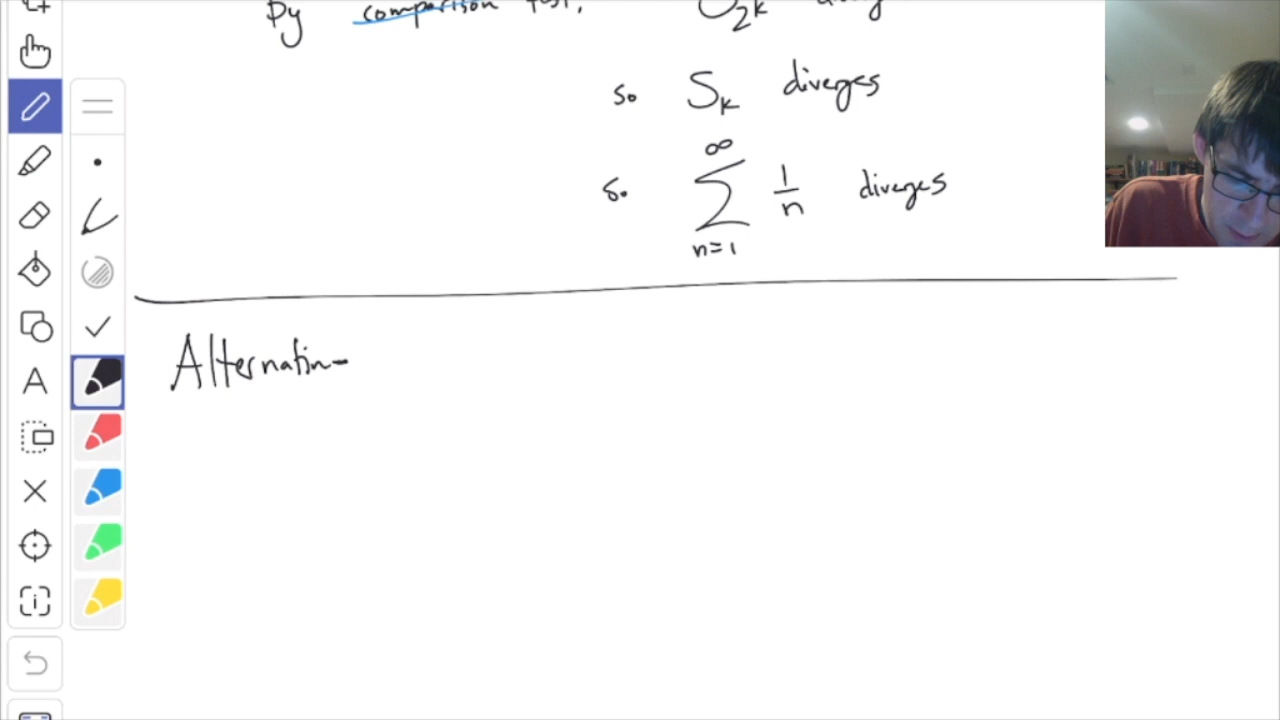 By comparison test,
so S_k diverges
∞
so ∑ 1/n diverges
n=1
Alternatin
A